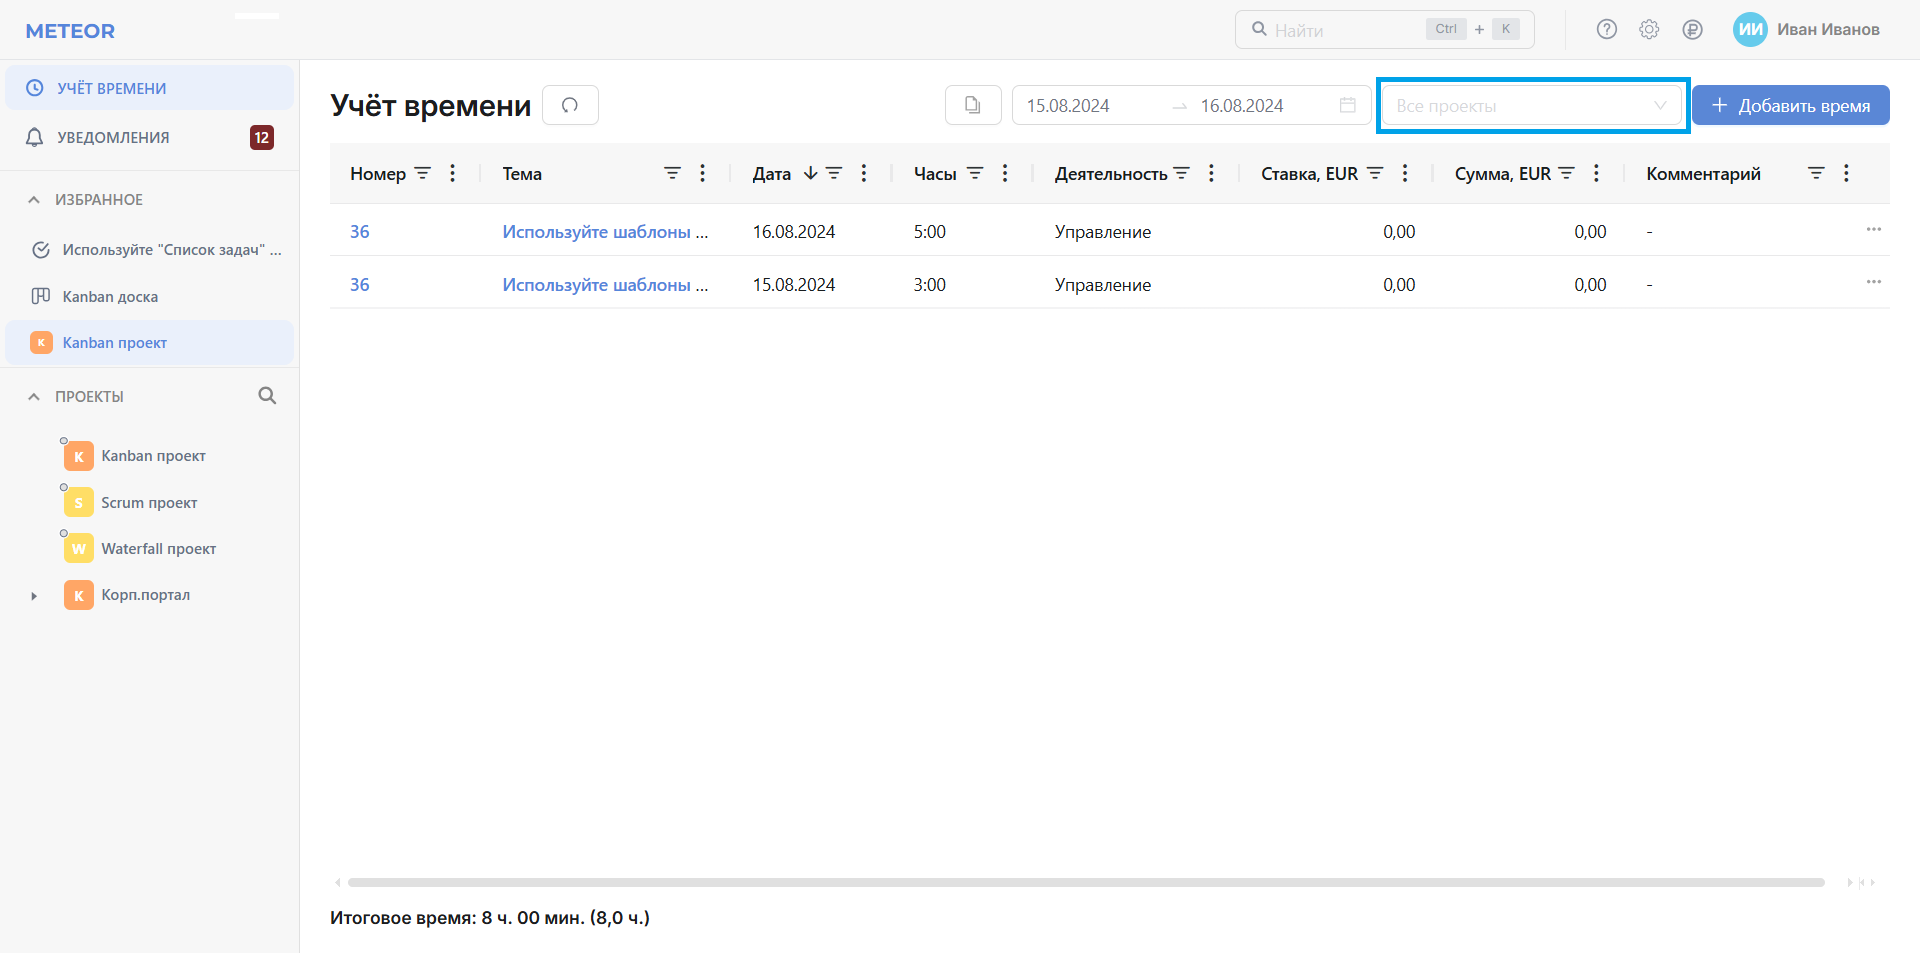 METEOR
Найти Ctrl + K
ИИ Иван Иванов
УЧЁТ ВРЕМЕНИ
УВЕДОМЛЕНИЯ 12
ИЗБРАННОЕ
Используйте "Список задач" ...
Kanban доска
K Kanban проект
ПРОЕКТЫ
K Kanban проект
S Scrum проект
W Waterfall проект
K Корп.портал
Учёт времени
15.08.2024 → 16.08.2024 Все проекты + Добавить время
Номер Тема Дата Часы Деятельность Ставка, EUR Сумма, EUR Комментарий
36 Используйте шаблоны ... 16.08.2024 5:00 Управление 0,00 0,00 - ...
36 Используйте шаблоны ... 15.08.2024 3:00 Управление 0,00 0,00 - ...
Итоговое время: 8 ч. 00 мин. (8,0 ч.)